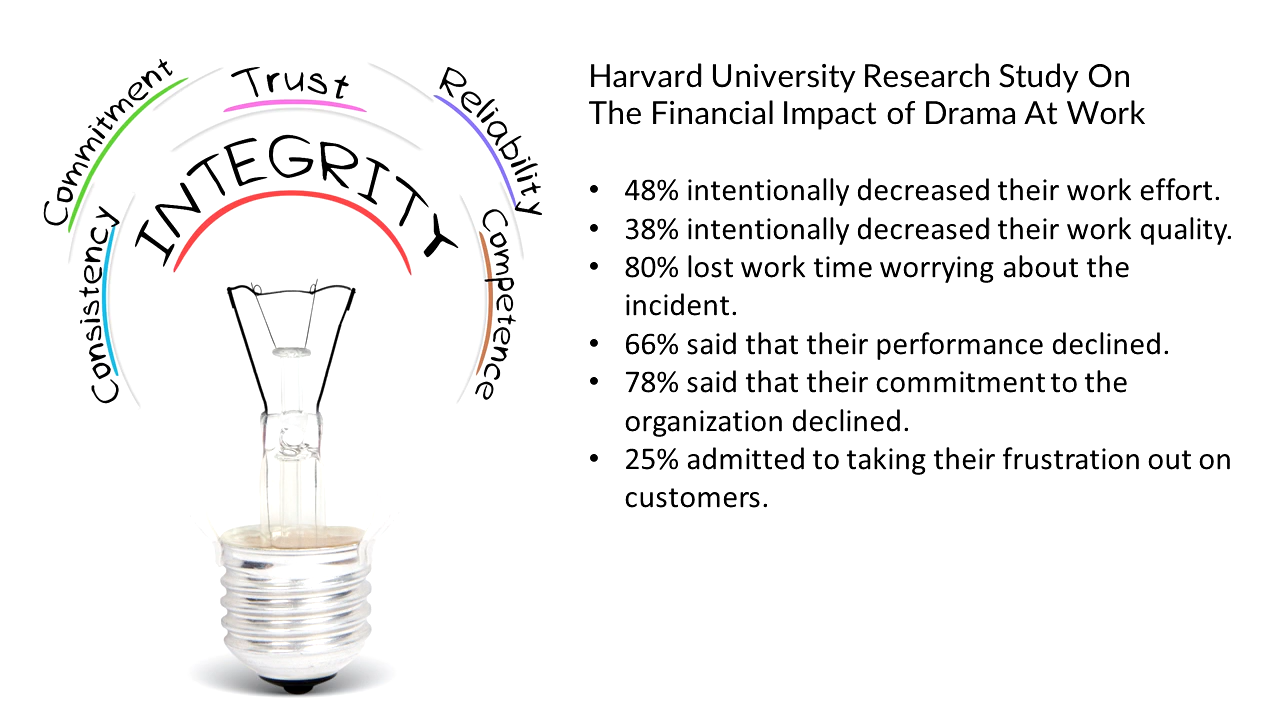 Commitment
Trust
Reliability
INTEGRITY
Consistency
Competence
Harvard University Research Study On
The Financial Impact of Drama At Work
• 48% intentionally decreased their work effort.
• 38% intentionally decreased their work quality.
• 80% lost work time worrying about the
incident.
• 66% said that their performance declined.
• 78% said that their commitment to the
organization declined.
• 25% admitted to taking their frustration out on
customers.